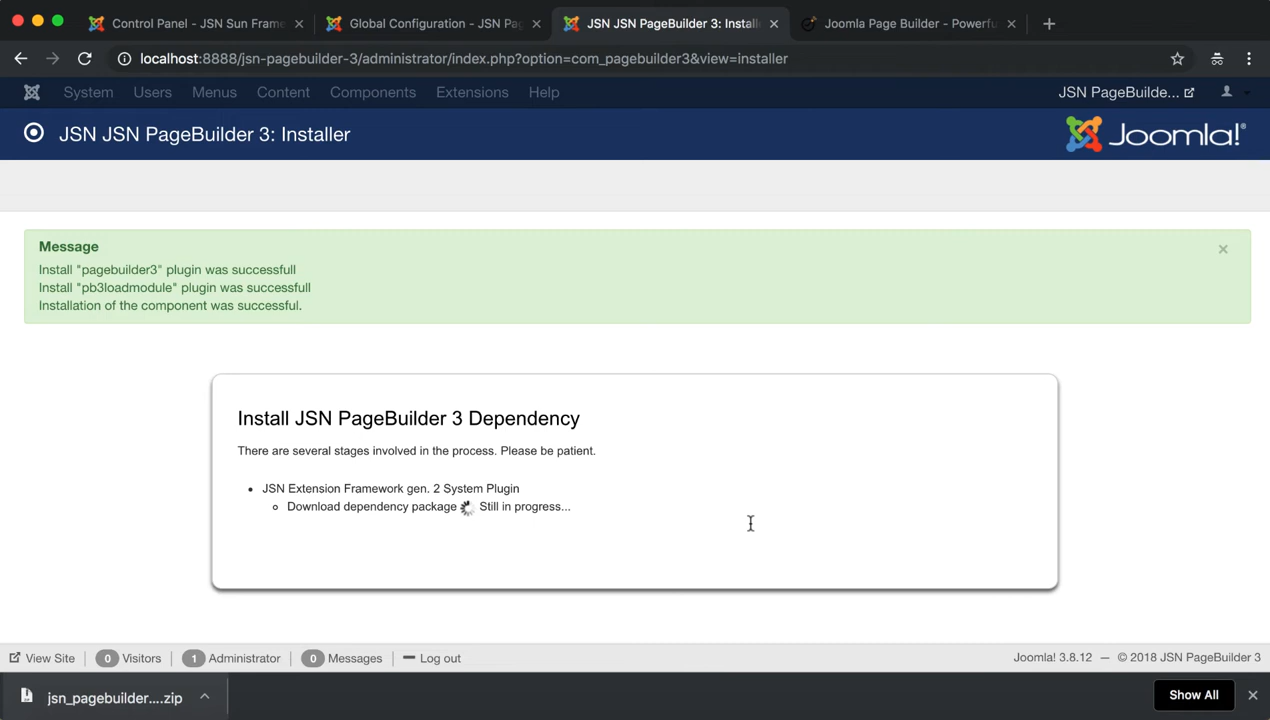 Control Panel - JSN Sun Frame
Global Configuration - JSN Pag
JSN JSN PageBuilder 3: Install
Joomla Page Builder - Powerfu
localhost:8888/jsn-pagebuilder-3/administrator/index.php?option=com_pagebuilder3&view=installer
System Users Menus Content Components Extensions Help
JSN PageBuilde...
JSN JSN PageBuilder 3: Installer
Joomla!®
Message
Install "pagebuilder3" plugin was successfull
Install "pb3loadmodule" plugin was successfull
Installation of the component was successful.
Install JSN PageBuilder 3 Dependency
There are several stages involved in the process. Please be patient.
JSN Extension Framework gen. 2 System Plugin
Download dependency package Still in progress...
View Site 0 Visitors 1 Administrator 0 Messages Log out
Joomla! 3.8.12 — © 2018 JSN PageBuilder 3
jsn_pagebuilder....zip
Show All